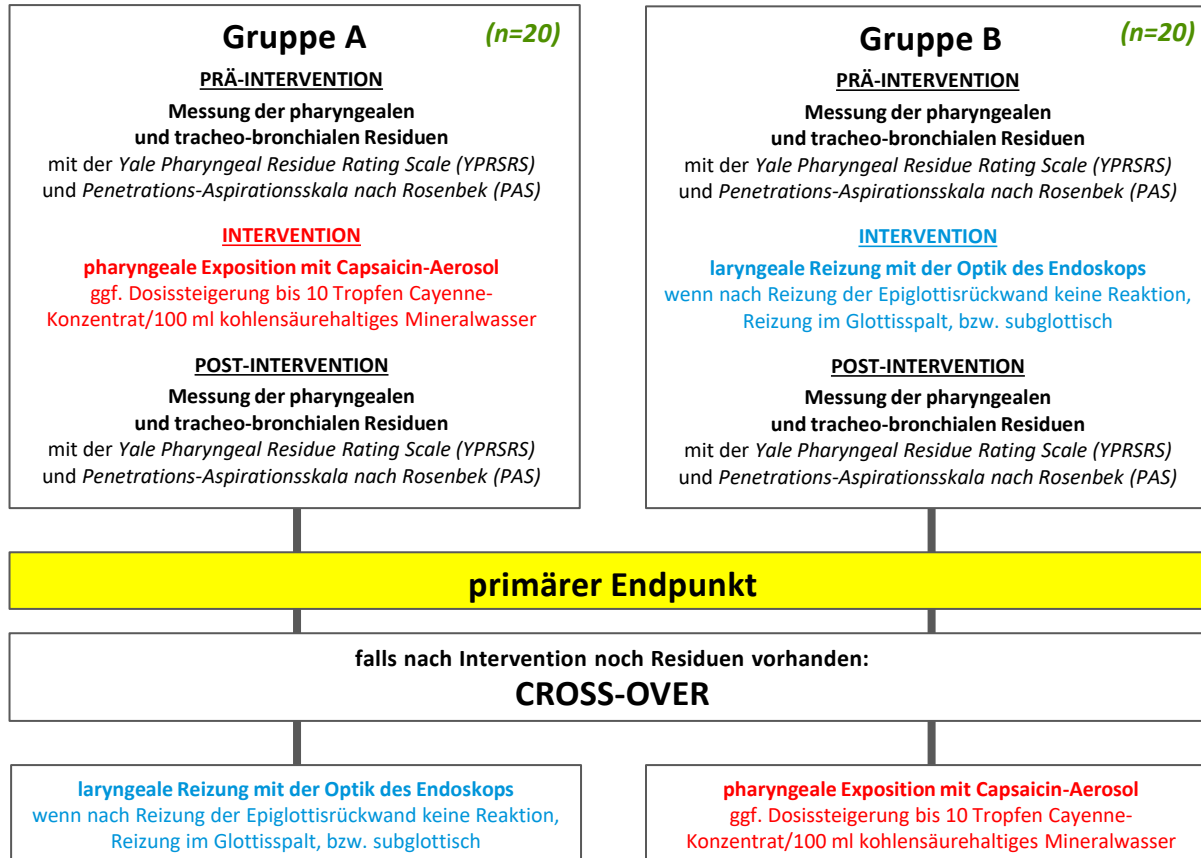 Gruppe A
(n=20)
PRÄ-INTERVENTION
Messung der pharyngealen
und tracheo-bronchialen Residuen
mit der Yale Pharyngeal Residue Rating Scale (YPRSRS)
und Penetrations-Aspirationsskala nach Rosenbek (PAS)
INTERVENTION
pharyngeale Exposition mit Capsaicin-Aerosol
ggf. Dosissteigerung bis 10 Tropfen Cayenne-
Konzentrat/100 ml kohlensäurehaltiges Mineralwasser
POST-INTERVENTION
Messung der pharyngealen
und tracheo-bronchialen Residuen
mit der Yale Pharyngeal Residue Rating Scale (YPRSRS)
und Penetrations-Aspirationsskala nach Rosenbek (PAS)
Gruppe B
(n=20)
PRÄ-INTERVENTION
Messung der pharyngealen
und tracheo-bronchialen Residuen
mit der Yale Pharyngeal Residue Rating Scale (YPRSRS)
und Penetrations-Aspirationsskala nach Rosenbek (PAS)
INTERVENTION
laryngeale Reizung mit der Optik des Endoskops
wenn nach Reizung der Epiglottisrückwand keine Reaktion,
Reizung im Glottisspalt, bzw. subglottisch
POST-INTERVENTION
Messung der pharyngealen
und tracheo-bronchialen Residuen
mit der Yale Pharyngeal Residue Rating Scale (YPRSRS)
und Penetrations-Aspirationsskala nach Rosenbek (PAS)
primärer Endpunkt
falls nach Intervention noch Residuen vorhanden:
CROSS-OVER
laryngeale Reizung mit der Optik des Endoskops
wenn nach Reizung der Epiglottisrückwand keine Reaktion,
Reizung im Glottisspalt, bzw. subglottisch
pharyngeale Exposition mit Capsaicin-Aerosol
ggf. Dosissteigerung bis 10 Tropfen Cayenne-
Konzentrat/100 ml kohlensäurehaltiges Mineralwasser